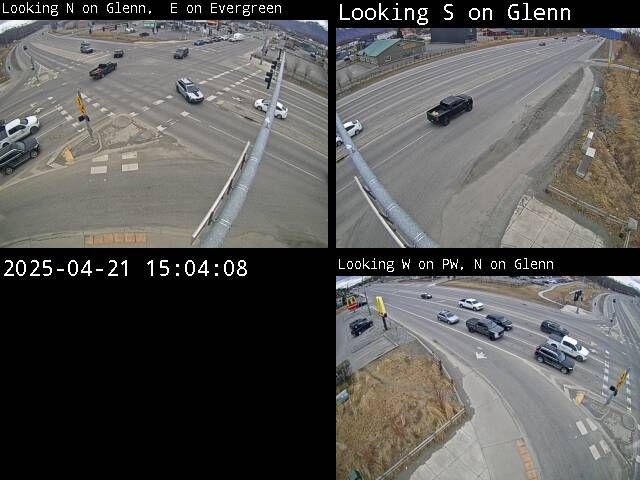 Looking N on Glenn, E on Evergreen
Looking S on Glenn
2025-04-21 15:04:08
Looking W on PW, N on Glenn